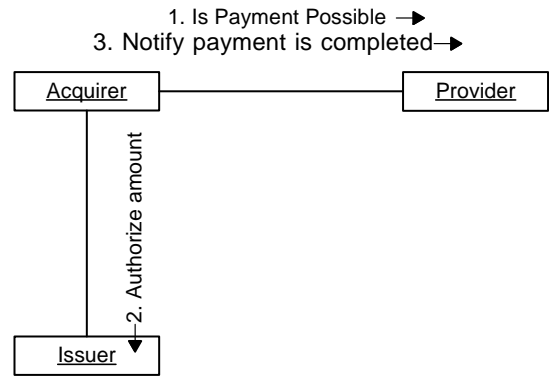 1. Is Payment Possible
3. Notify payment is completed
Acquirer
Provider
2. Authorize amount
Issuer